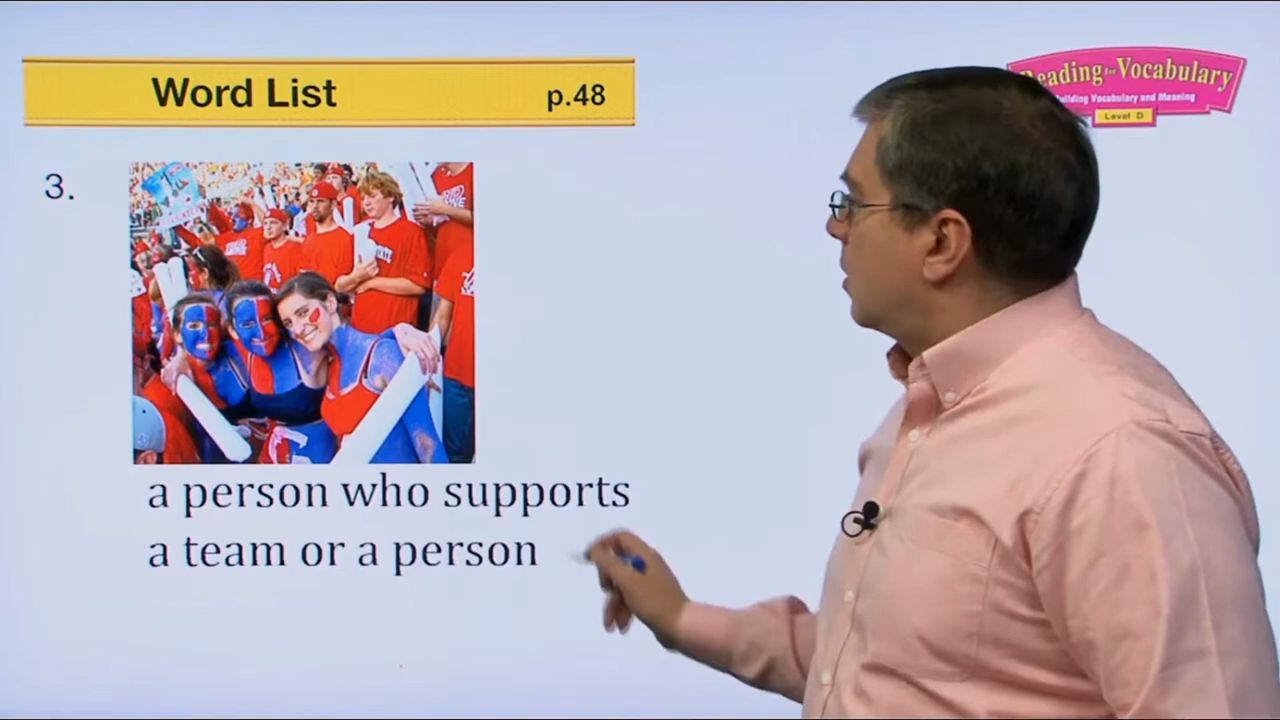 Word List p.48
Reading for Vocabulary
Building Vocabulary and Meaning
Level D
3.
a person who supports
a team or a person